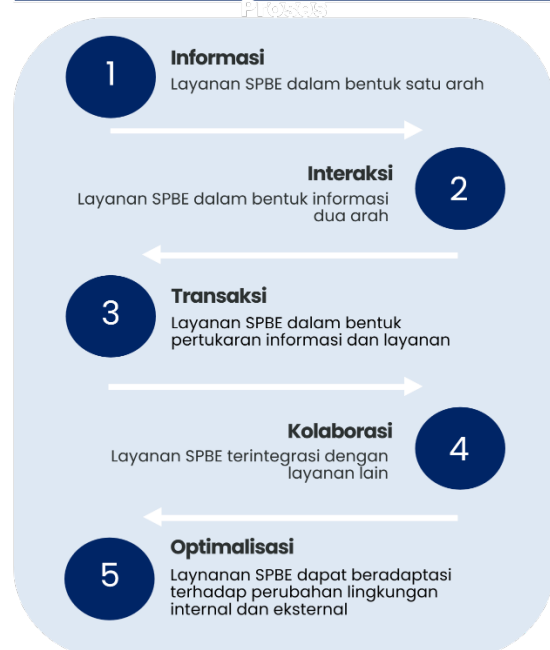 Proses
1
Informasi
Layanan SPBE dalam bentuk satu arah
Interaksi
2
Layanan SPBE dalam bentuk informasi
dua arah
3
Transaksi
Layanan SPBE dalam bentuk
pertukaran informasi dan layanan
Kolaborasi
4
Layanan SPBE terintegrasi dengan
layanan lain
5
Optimalisasi
Laynanan SPBE dapat beradaptasi
terhadap perubahan lingkungan
internal dan eksternal